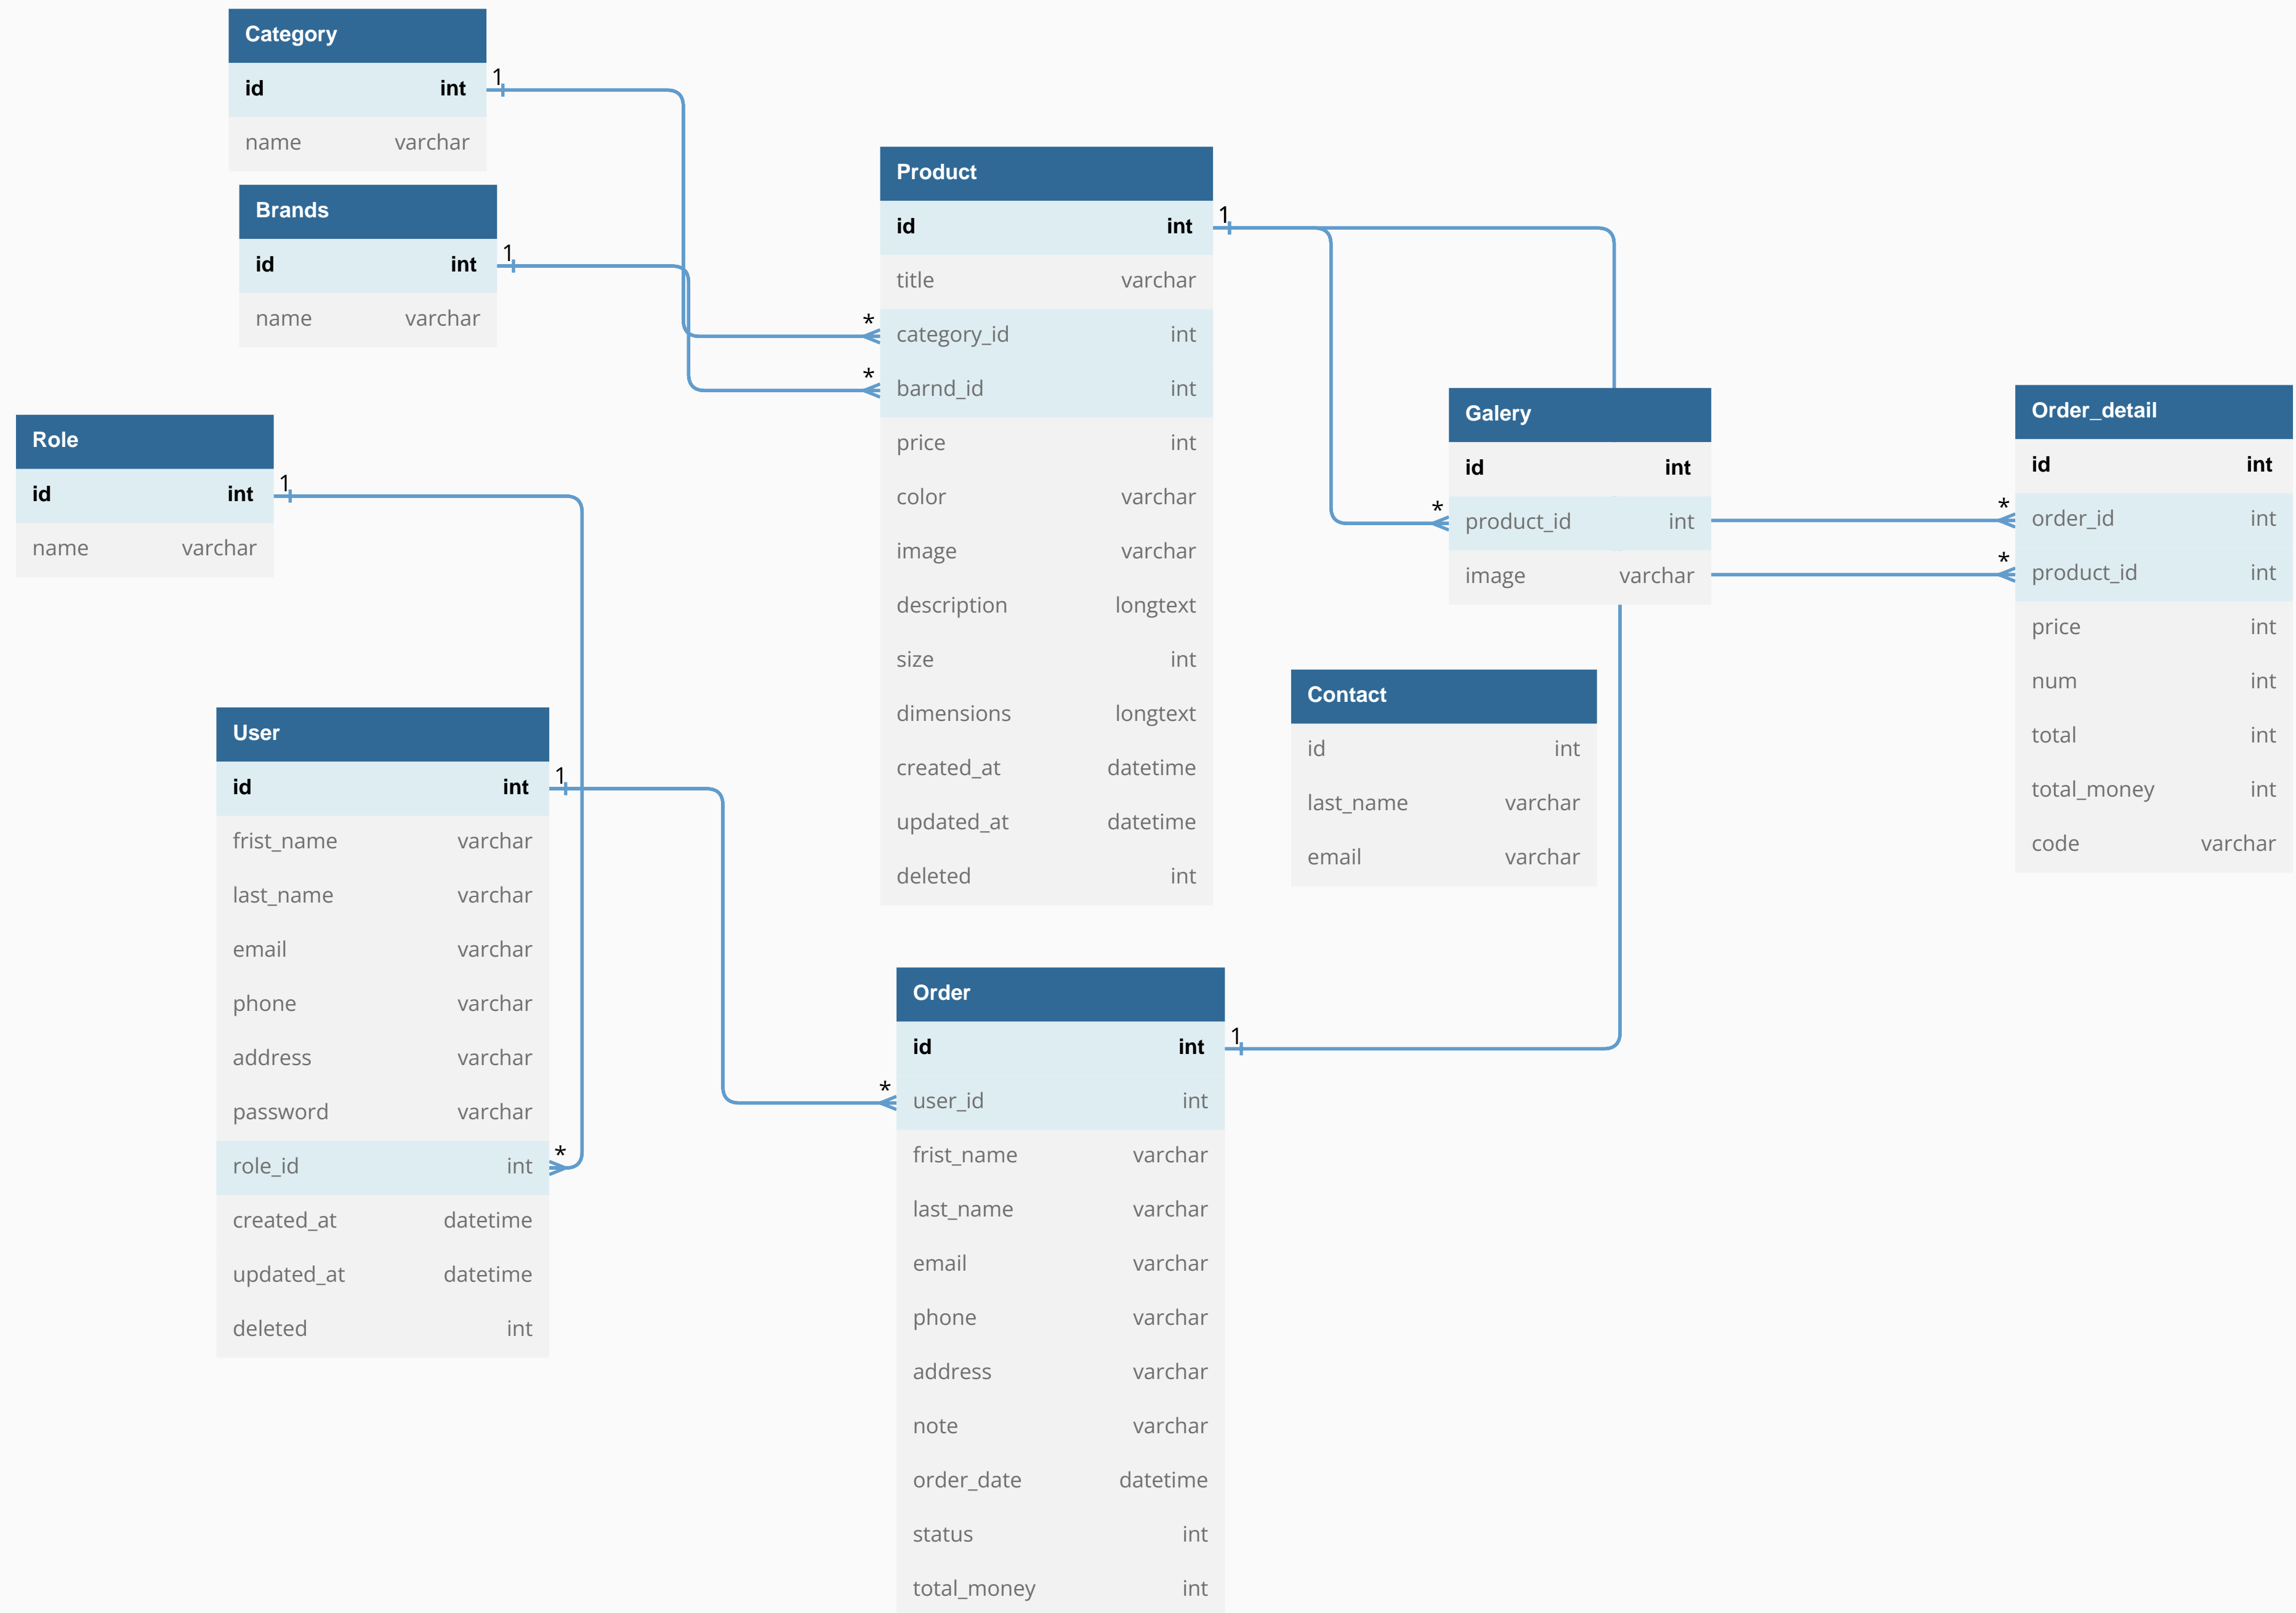 Category
id int
name varchar
Brands
id int
name varchar
Role
id int
name varchar
User
id int
frist_name varchar
last_name varchar
email varchar
phone varchar
address varchar
password varchar
role_id int
created_at datetime
updated_at datetime
deleted int
Product
id int
title varchar
category_id int
barnd_id int
price int
color varchar
image varchar
description longtext
size int
dimensions longtext
created_at datetime
updated_at datetime
deleted int
Order
id int
user_id int
frist_name varchar
last_name varchar
email varchar
phone varchar
address varchar
note varchar
order_date datetime
status int
total_money int
Galery
id int
product_id int
image varchar
Contact
id int
last_name varchar
email varchar
Order_detail
id int
order_id int
product_id int
price int
num int
total int
total_money int
code varchar
1
1
*
*
1
1
*
1
*
*
*
*
1